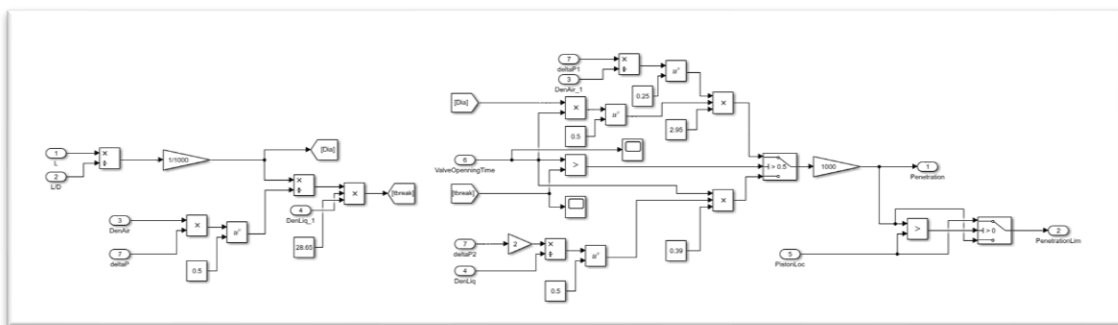 7
deltaP1
3
DenAir_1
u^v
0.25
[Dia]
0.5
u^v
2.95
6
ValveOpenningTime
>
> 0.5
1000
1
Penetration
[tbreak]
7
deltaP2
2
4
DenLiq
0.5
u^v
0.39
>
> 0
2
PenetrationLim
5
PistonLoc
1
L
2
L/D
1/1000
[Dia]
4
DenLiq_1
[tbreak]
28.65
3
DenAir
7
deltaP
0.5
u^v